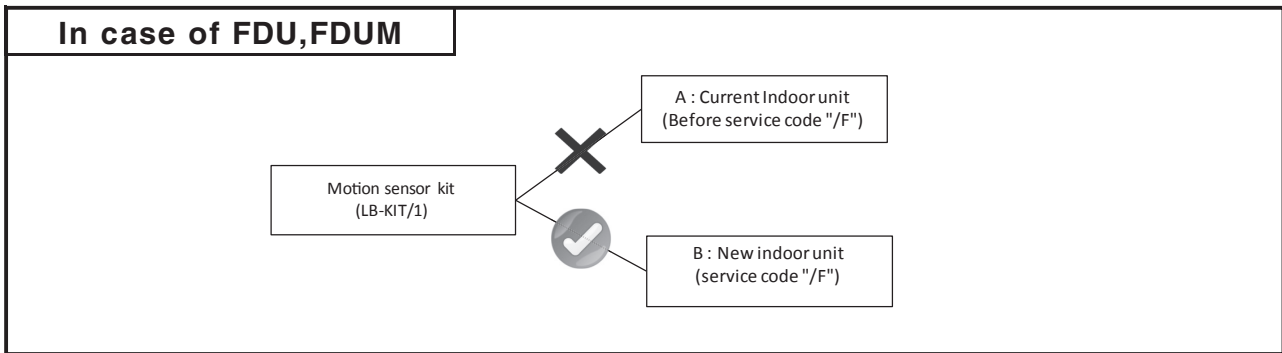 In case of FDU,FDUM
A : Current Indoor unit
(Before service code "/F")
Motion sensor kit
(LB-KIT/1)
B : New indoor unit
(service code "/F")